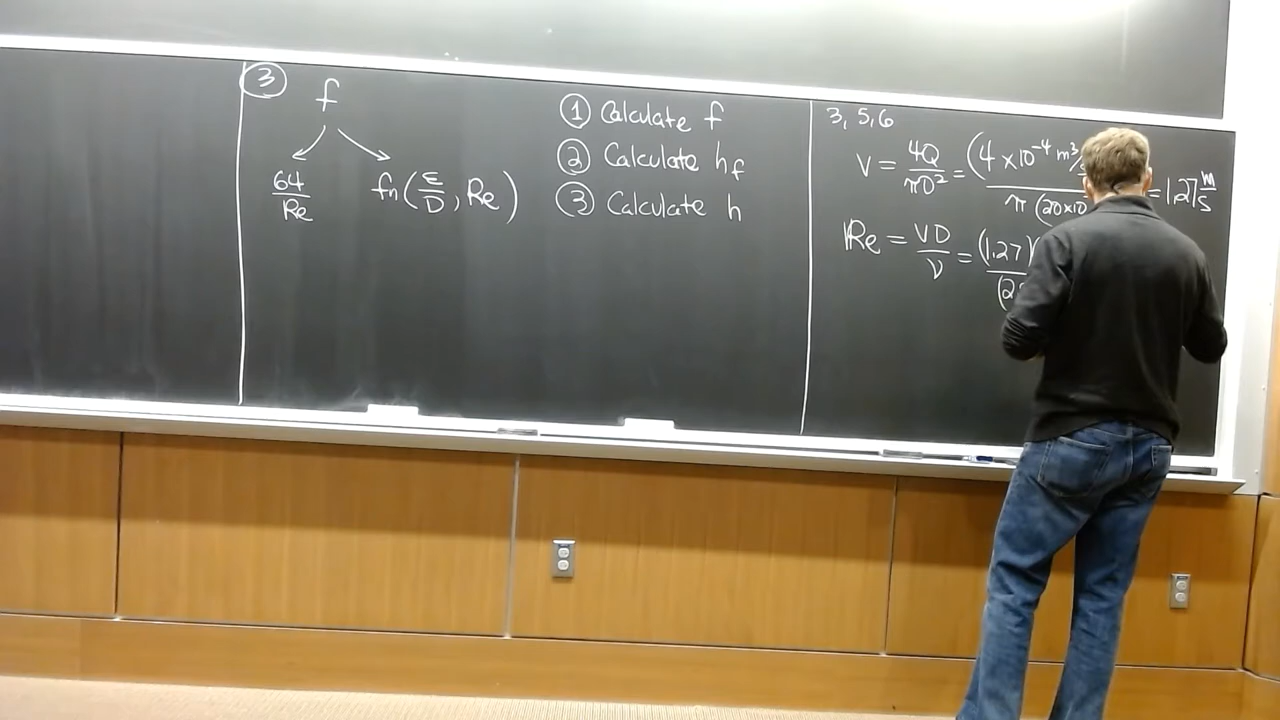 ③ f
64/Re fn(ε/D, Re)
① Calculate f
② Calculate hf
③ Calculate h
3, 5, 6
V = 4Q/πD² = (4 ×10⁻⁴ m³/ / π (20×10 = 1.27 m/s
Re = VD/ν = (1.27)( / (2